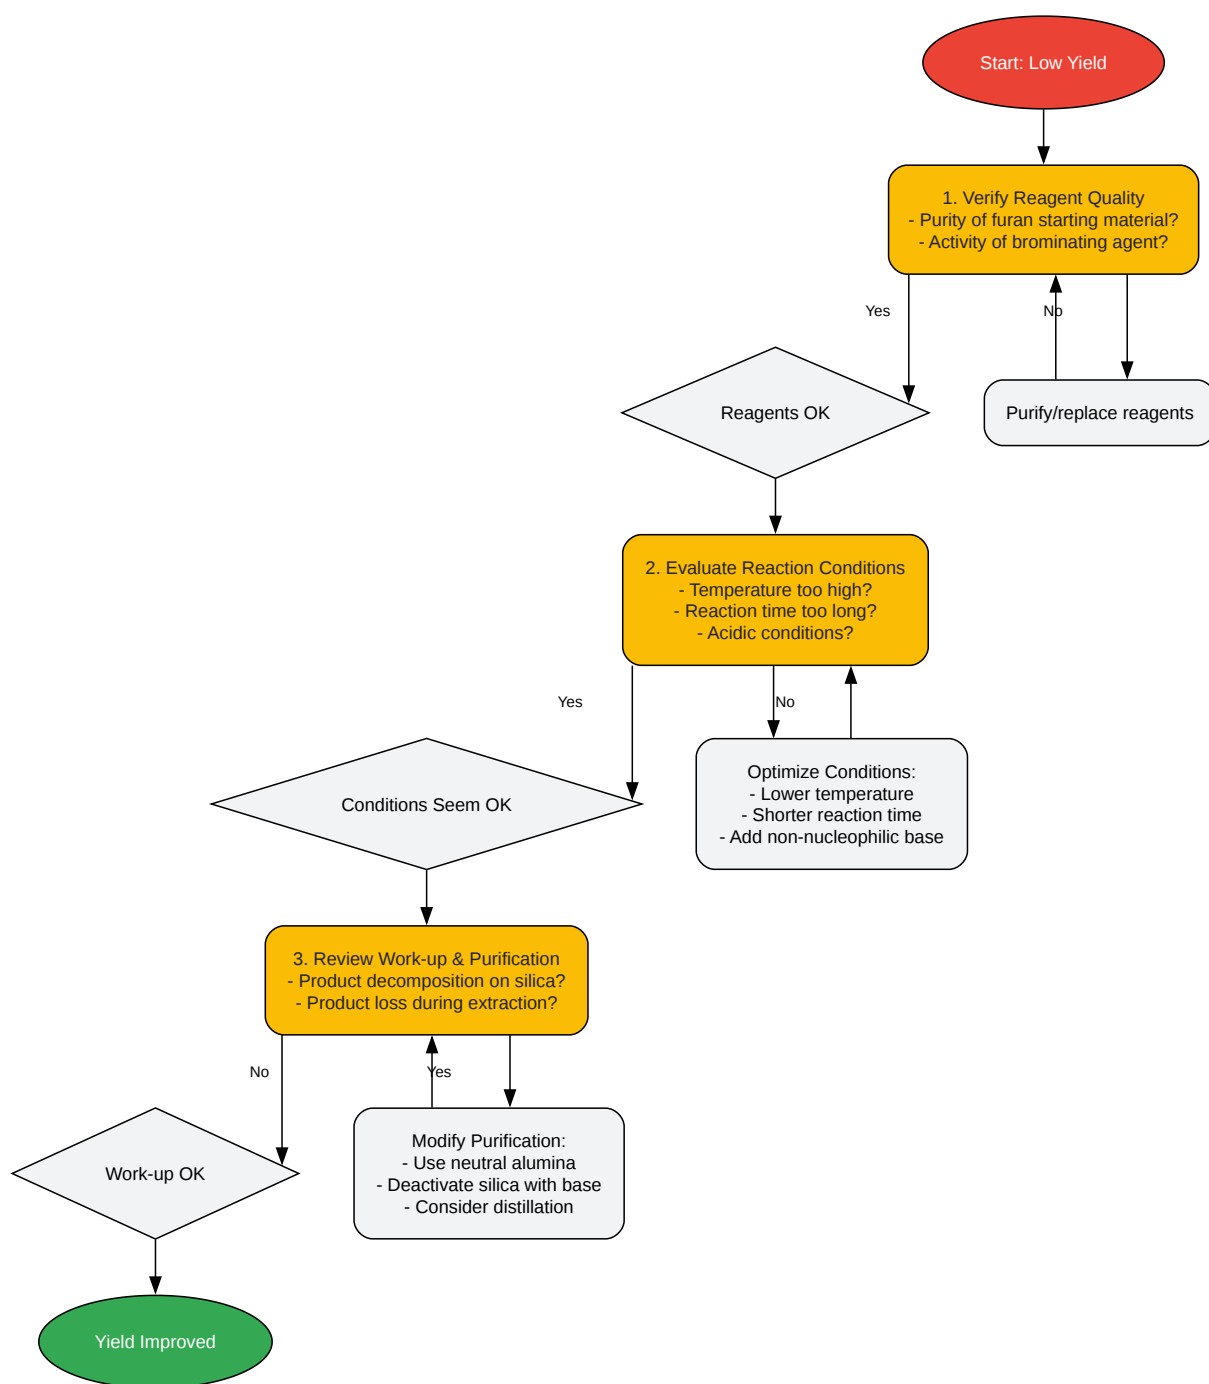 Start: Low Yield
1. Verify Reagent Quality
- Purity of furan starting material?
- Activity of brominating agent?
Yes
No
Reagents OK
Purify/replace reagents
2. Evaluate Reaction Conditions
- Temperature too high?
- Reaction time too long?
- Acidic conditions?
Yes
No
Conditions Seem OK
Optimize Conditions:
- Lower temperature
- Shorter reaction time
- Add non-nucleophilic base
3. Review Work-up & Purification
- Product decomposition on silica?
- Product loss during extraction?
No
Yes
Work-up OK
Modify Purification:
- Use neutral alumina
- Deactivate silica with base
- Consider distillation
Yield Improved